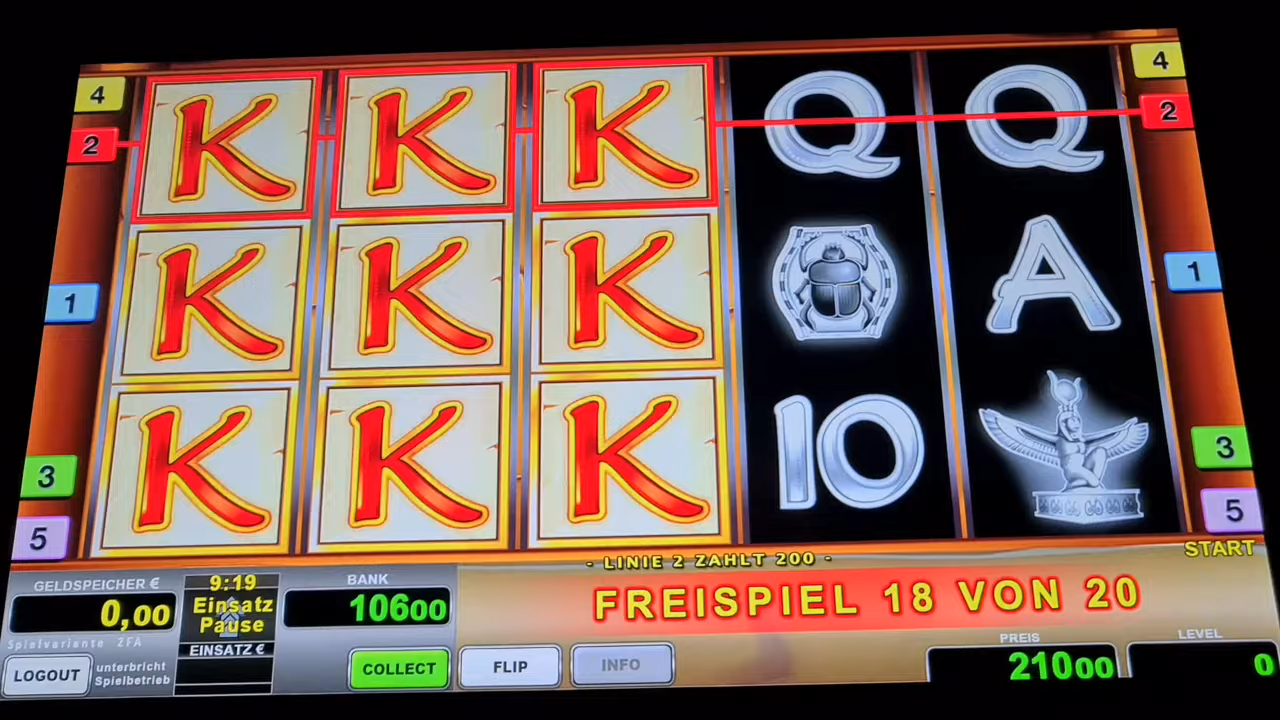 4
4
2
K K K Q Q
2
1
K K K A
1
3
K K K 10
3
5
5
- LINIE 2 ZAHLT 200 -
START
GELDSPEICHER €
0,00
9:19
Einsatz
Pause
BANK
10600
FREISPIEL 18 VON 20
Spielvariante 2FA
EINSATZ €
PREIS
21000
LEVEL
0
LOGOUT
unterbricht
Spielbetrieb
COLLECT
FLIP
INFO